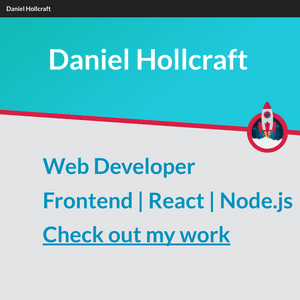 Daniel Hollcraft
Daniel Hollcraft
Web Developer
Frontend | React | Node.js
Check out my work